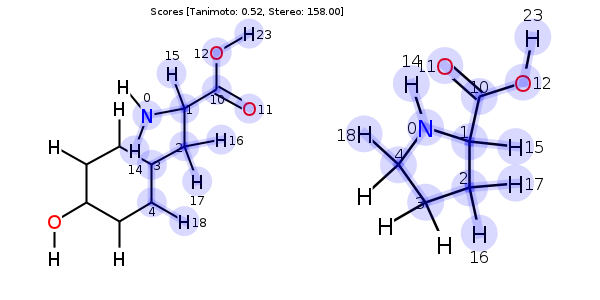 Scores [Tanimoto: 0.52, Stereo: 158.00]
H 23
12 O
15
H
H
0
N
H
1
10
O 11
H
H
14
2
H 16
3
H
17
4
H 18
O
H
H
23
H
14
H
11 O
10
O 12
18 H
0 N
1
H 15
4
2
H 17
H
3
H
H
H
16